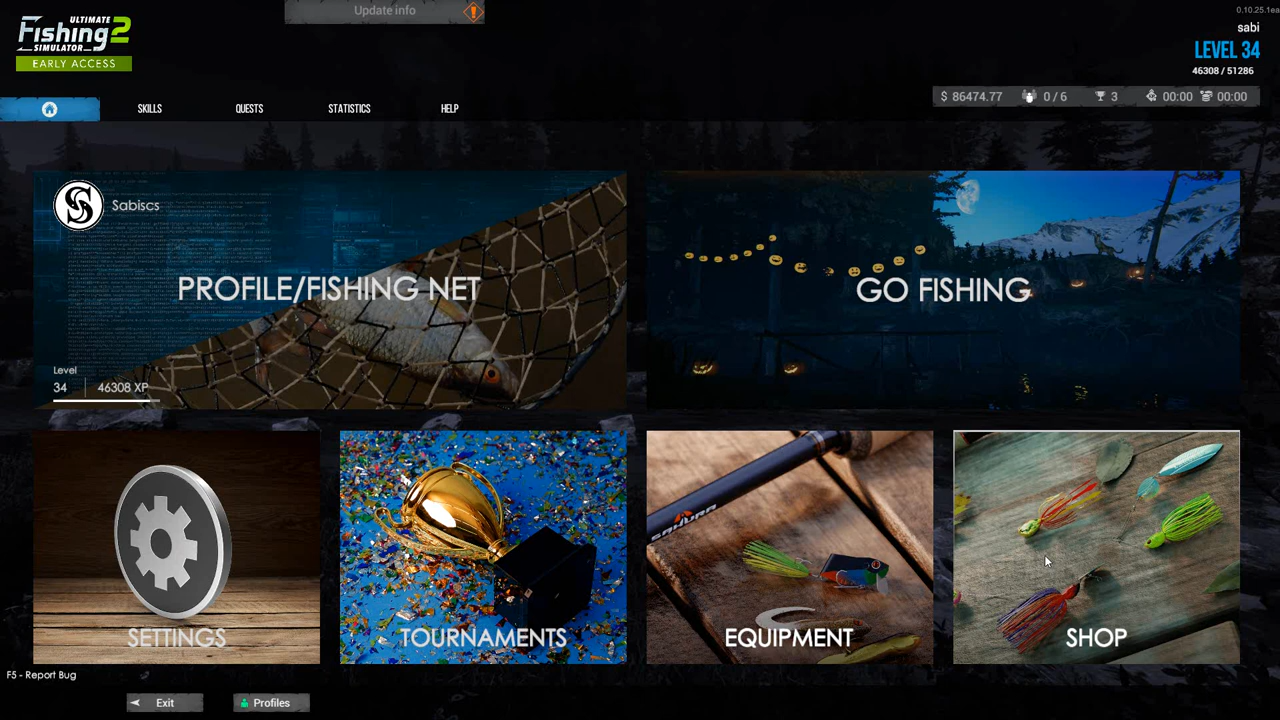 Update info
0.10.25.1ea
ULTIMATE
Fishing 2
SIMULATOR
EARLY ACCESS
sabi
LEVEL 34
46308 / 51286
$ 86474.77 0 / 6 3 00:00 00:00
SKILLS QUESTS STATISTICS HELP
Sabiscs
PROFILE/FISHING NET
GO FISHING
Level
34 46308 XP
SAKURA
SETTINGS
TOURNAMENTS
EQUIPMENT
SHOP
F5 - Report Bug
Exit Profiles